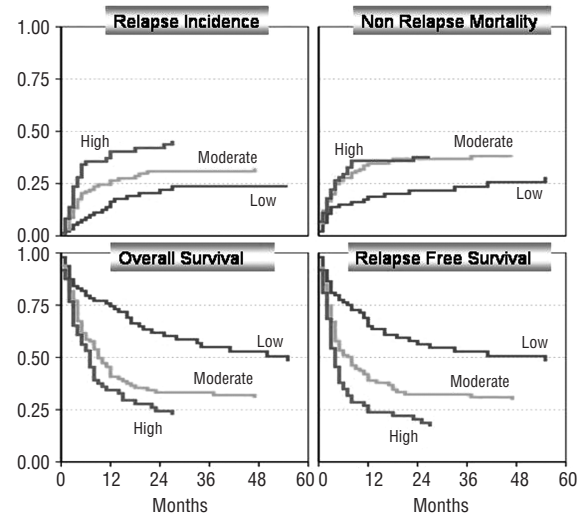 Relapse Incidence
Non Relapse Mortality
1.00
0.75
0.50
0.25
0.00
High
Moderate
Low
High
Moderate
Low
Overall Survival
Relapse Free Survival
1.00
0.75
0.50
0.25
0.00
Low
Moderate
High
Low
Moderate
High
0 12 24 36 48 60 0 12 24 36 48 60
Months Months